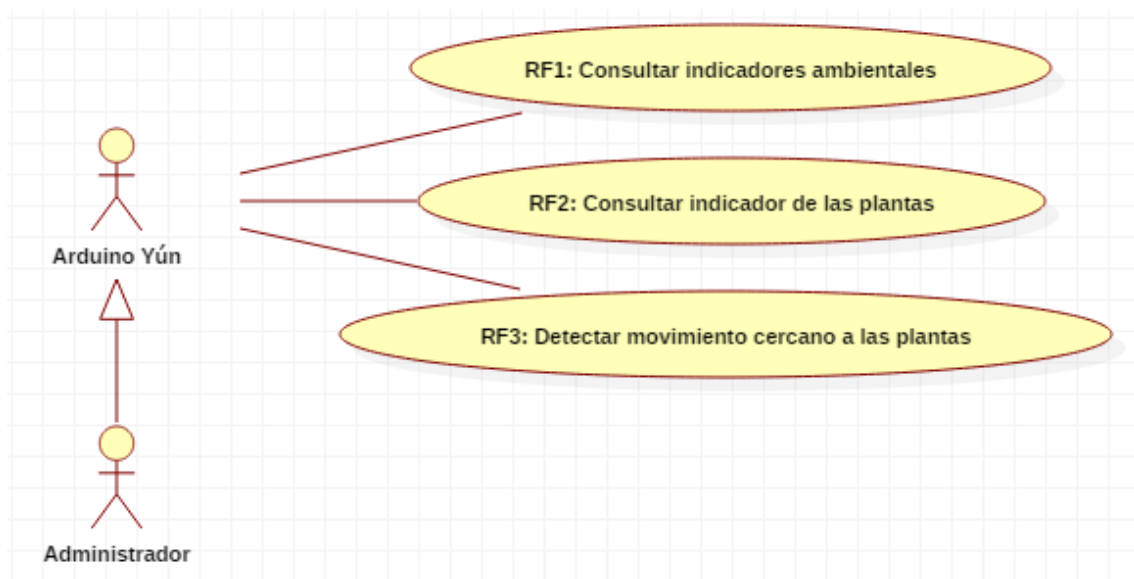 RF1: Consultar indicadores ambientales
RF2: Consultar indicador de las plantas
Arduino Yún
RF3: Detectar movimiento cercano a las plantas
Administrador